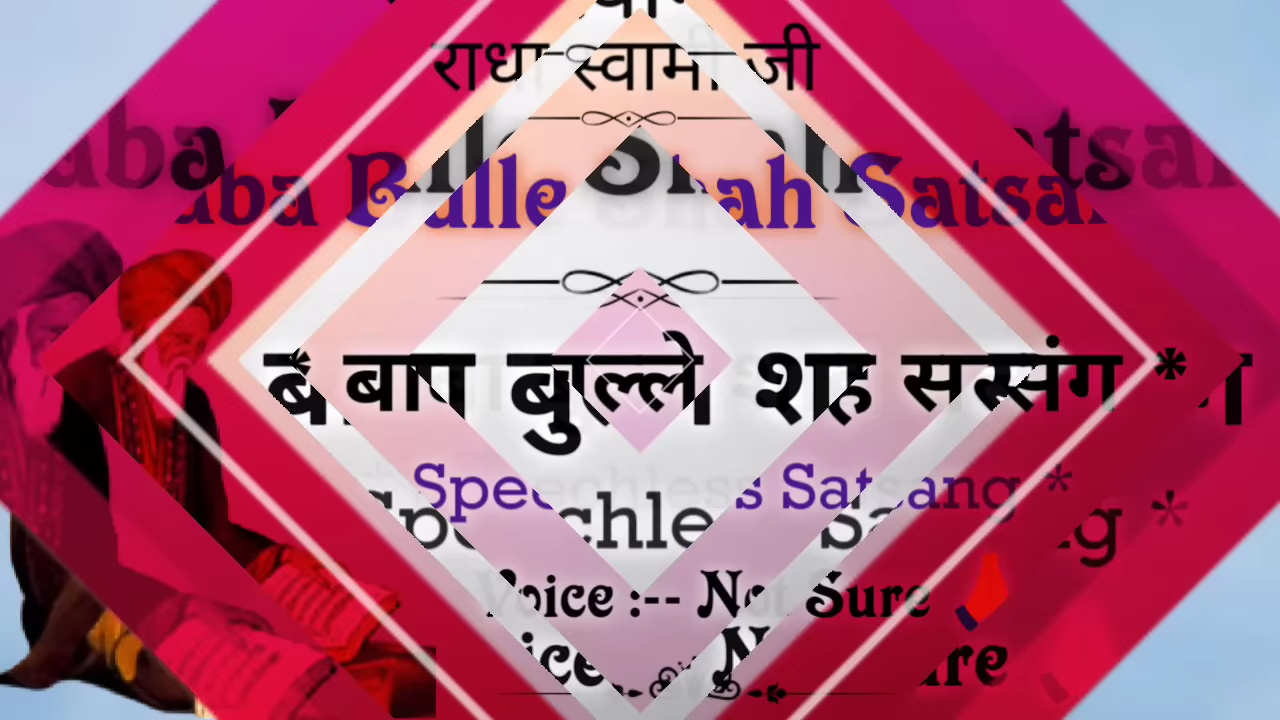 राधा स्वामी जी
Baba Bulle Shah Satsang
* बाबा बुल्ले शाह सत्संग *
* Speechless Satsang *
Voice :-- Not Sure